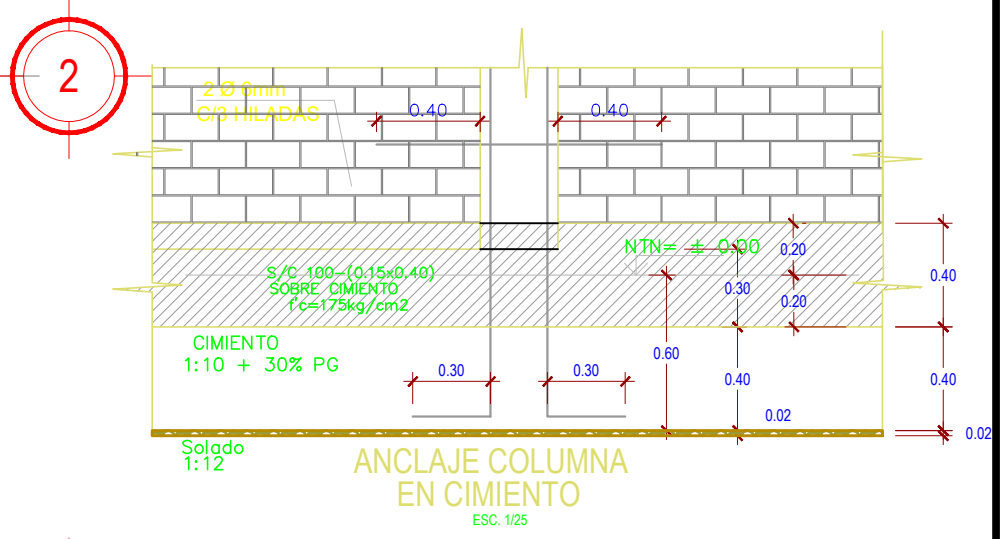 2
2 Ø 6mm
C/3 HILADAS
0.40
0.40
NTN= ± 0.00
0.20
S/C 100-(0.15x0.40)
SOBRE CIMIENTO
f'c=175kg/cm2
0.30
0.20
0.40
CIMIENTO
1:10 + 30% PG
0.60
0.30
0.30
0.40
0.40
0.02
0.02
Solado
1:12
ANCLAJE COLUMNA
EN CIMIENTO
ESC. 1/25